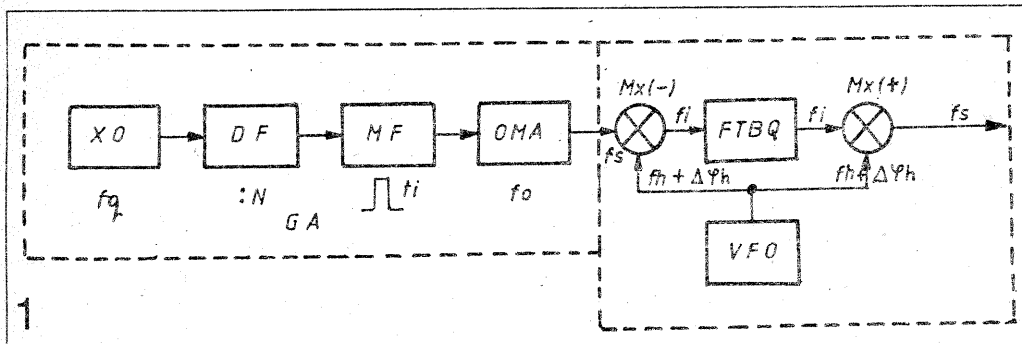 Mx(-)
Mx(+)
XO
DF
MF
OMA
fs
fi
FTBQ
fi
fs
fq
:N
ti
fo
fh+Δφh
fh+Δφh
GA
VFO
1